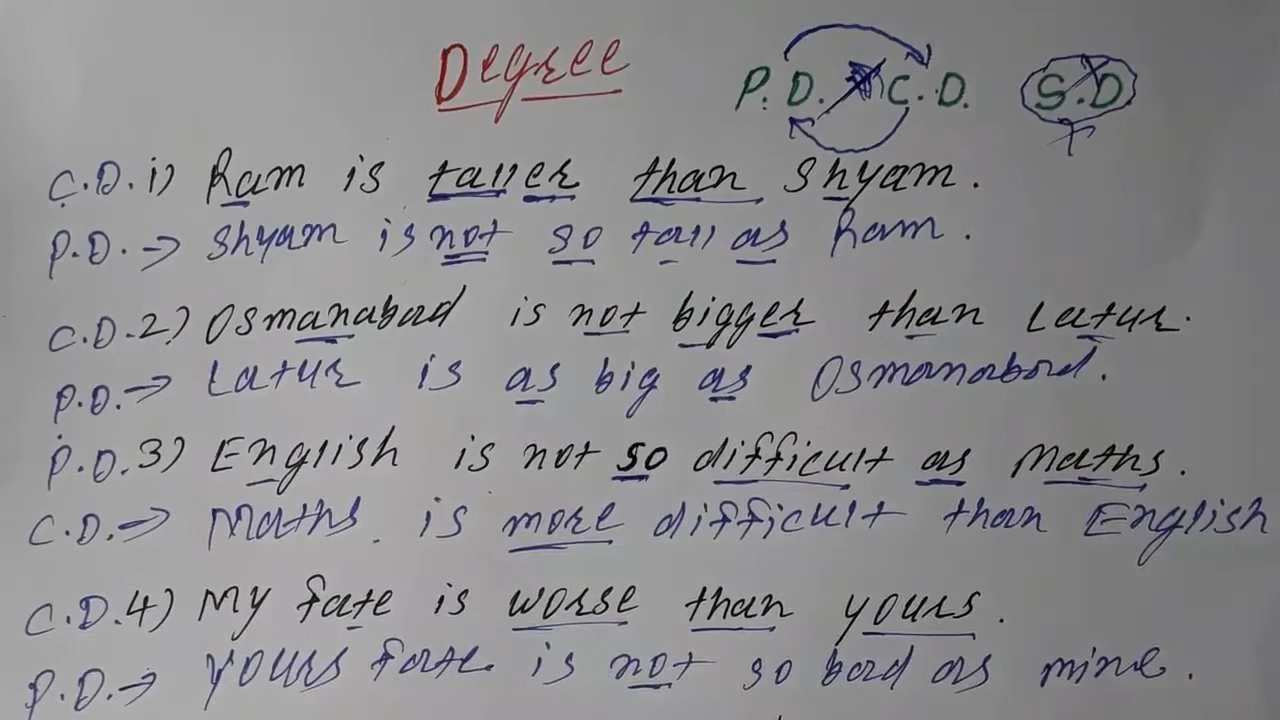 Degree P.D. C.D. S.D
C.D. 1) Ram is taller than Shyam.
P.D. → Shyam is not so tall as Ram.
C.D. 2) Osmanabad is not bigger than Latur.
P.D. → Latur is as big as Osmanabad.
P.D. 3) English is not so difficult as Maths.
C.D. → Maths is more difficult than English
C.D. 4) My fate is worse than yours.
P.D. → Yours fate is not so bad as mine.